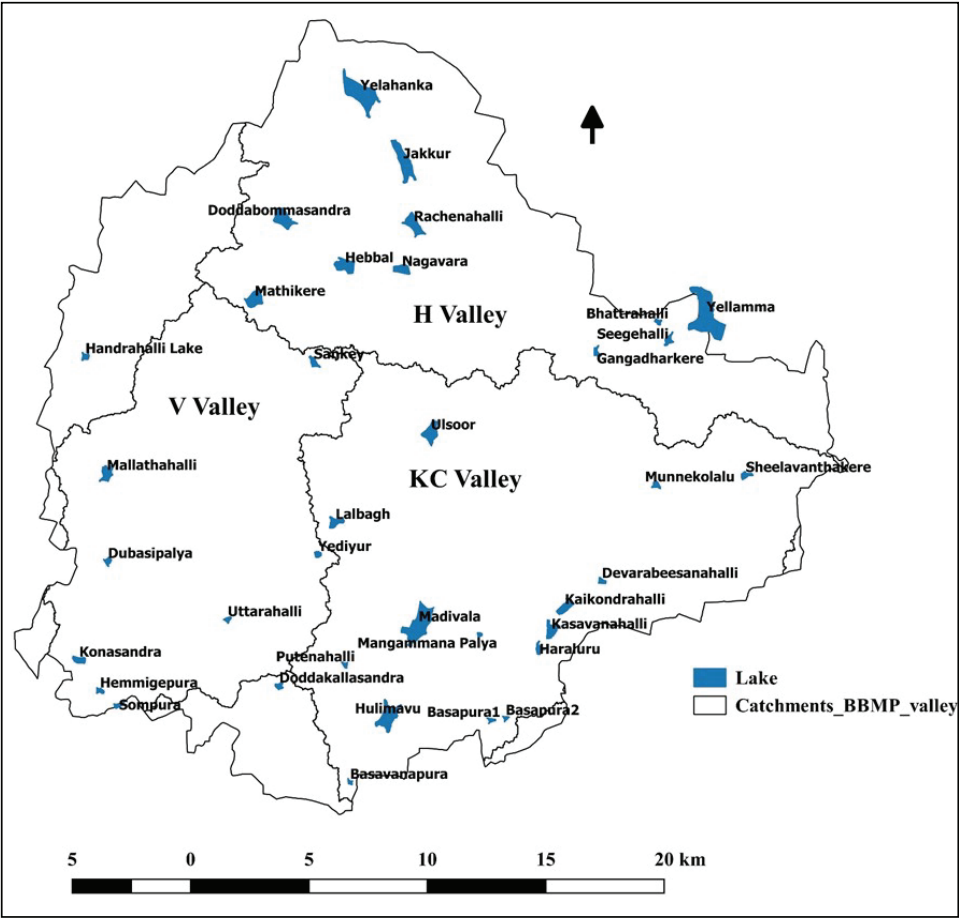 Yelahanka
Jakkur
Doddabommasandra
Rachenahalli
Hebbal
Nagavara
Mathikere
H Valley
Yellamma
Bhattrahalli
Seegehalli
Gangadharkere
Handrahalli Lake
Sankey
V Valley
Ulsoor
KC Valley
Mallathahalli
Munnekolalu
Sheelavanthakere
Lalbagh
Yediyur
Dubasipalya
Devarabeesanahalli
Kaikondrahalli
Uttarahalli
Madivala
Kasavanahalli
Mangammana Palya
Haraluru
Konasandra
Putenahalli
Doddakallasandra
Hemmigepura
Sompura
Hulimavu
Basapura1
Basapura2
Lake
Catchments_BBMP_valley
Basavanapura
5 0 5 10 15 20 km